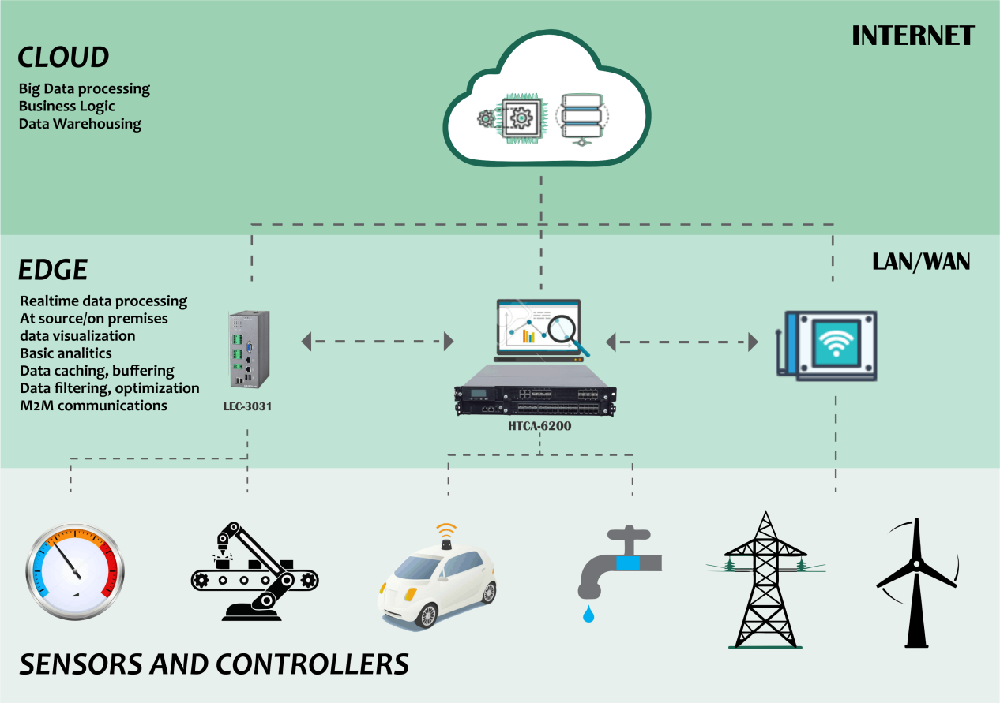 CLOUD
Big Data processing
Business Logic
Data Warehousing
INTERNET
EDGE
Realtime data processing
At source/on premises
data visualization
Basic analitics
Data caching, buffering
Data filtering, optimization
M2M communications
LAN/WAN
LEC-3031
HTCA-6200
SENSORS AND CONTROLLERS